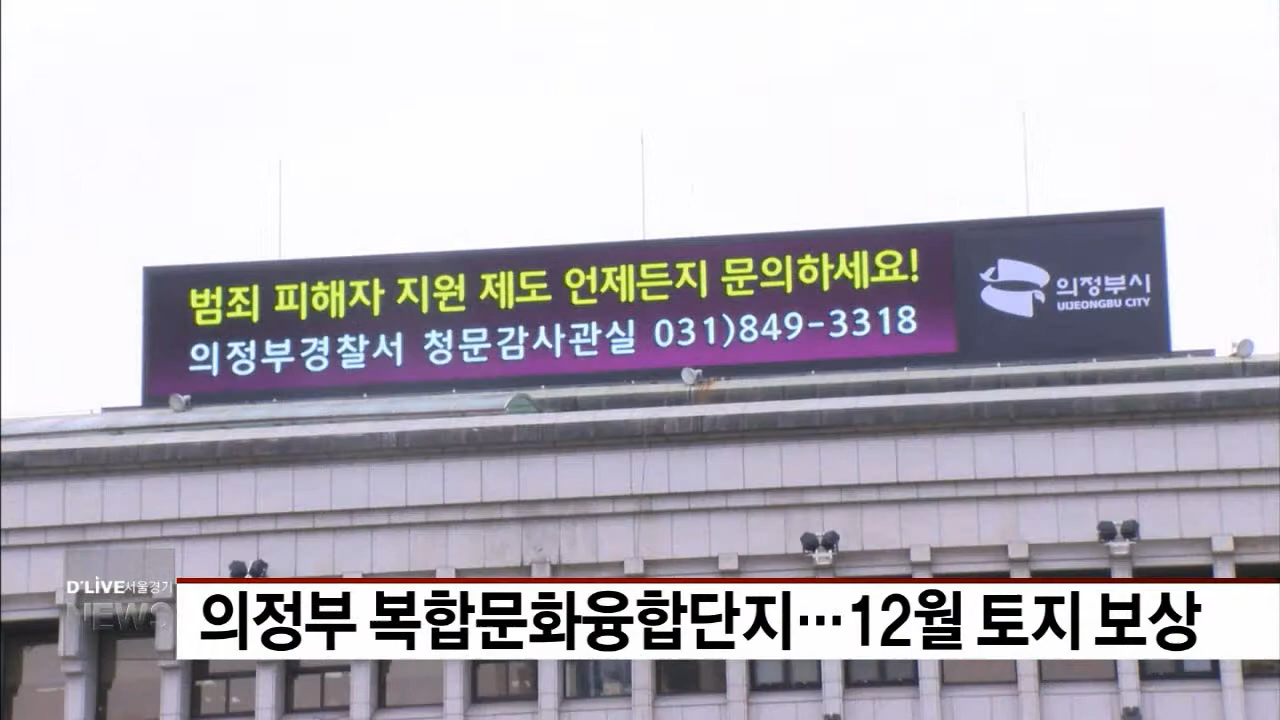 범죄 피해자 지원 제도 언제든지 문의하세요!
의정부경찰서 청문감사관실 031)849-3318
의정부시
UIJEONGBU CITY
D'LIVE서울경기
NEWS
의정부 복합문화융합단지…12월 토지 보상